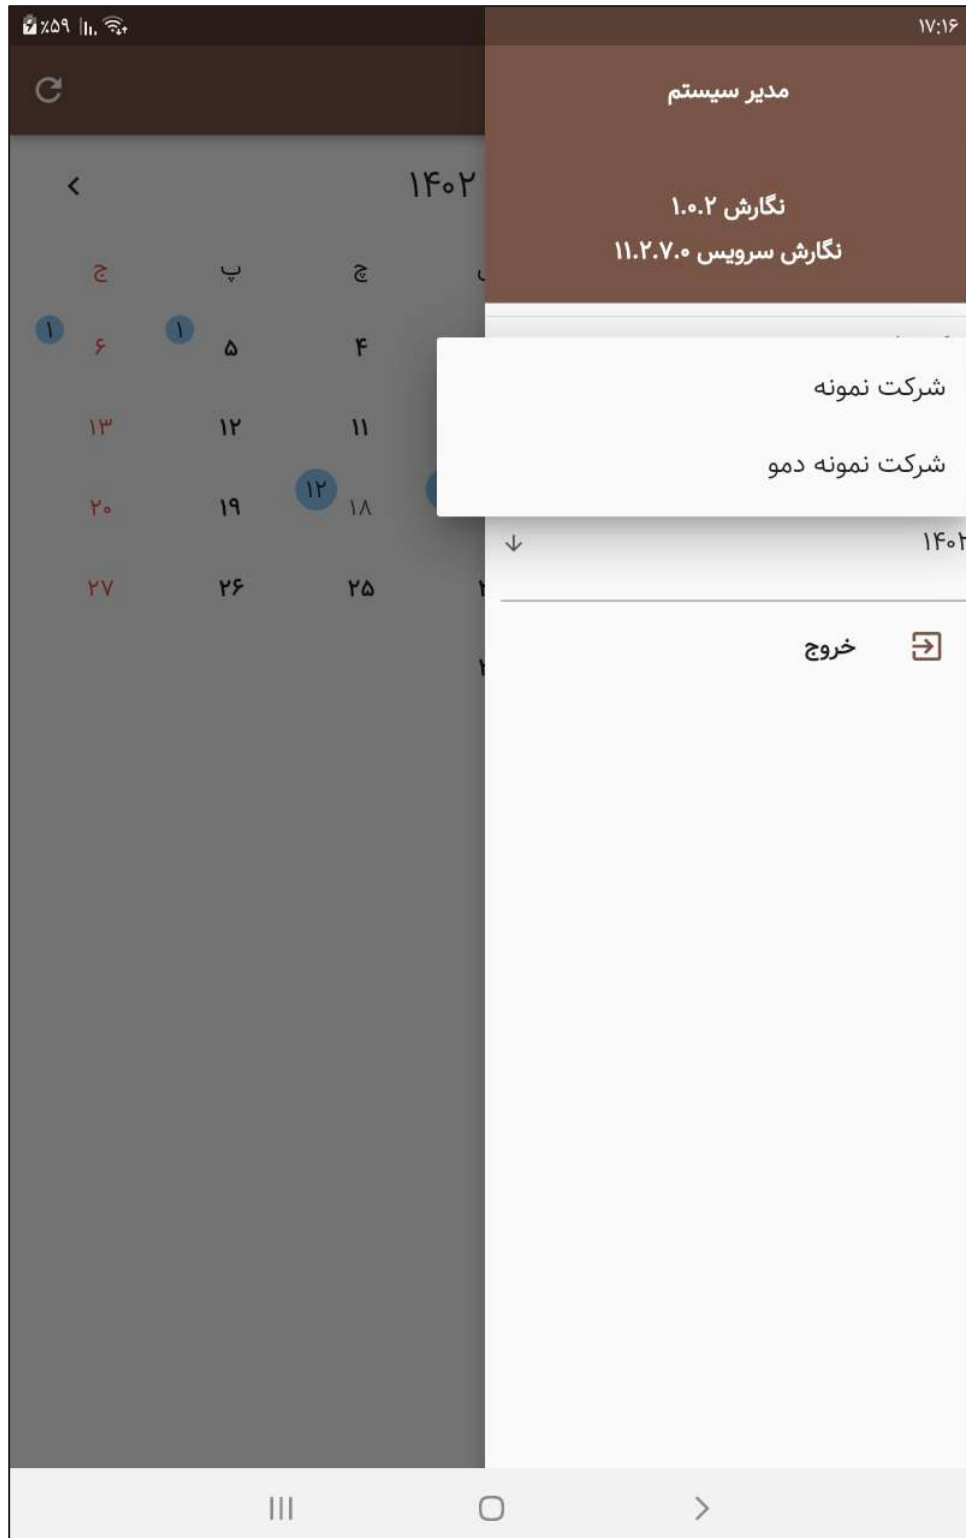 ۱۷:۱۶
٪۵۹
مدیر سیستم
نگارش ۱.۰.۲
نگارش سرویس ۱۱.۲.۷.۰
شرکت نمونه
شرکت نمونه دمو
۱۴۰۲
خروج
۱۴۰۲
چ پ ج
۴ ۵ ۱ ۶ ۱
۱۱ ۱۲ ۱۳
۱۸ ۱۲ ۱۹ ۲۰
۲۵ ۲۶ ۲۷